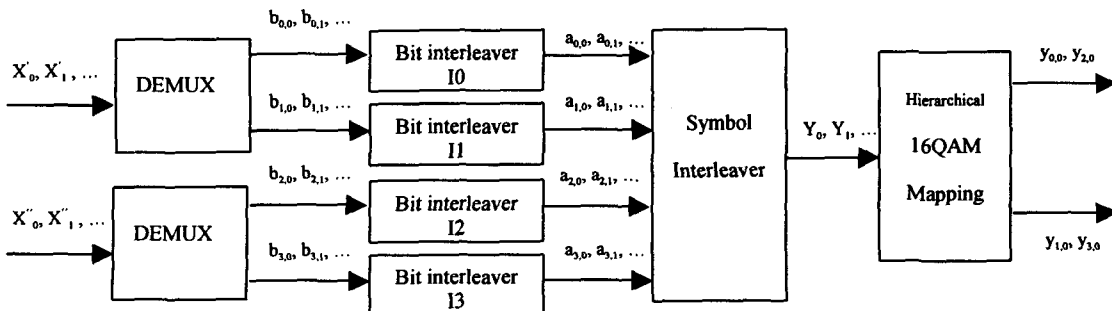 X'₀, X'₁, ...
DEMUX
b₀,₀, b₀,₁, ...
Bit interleaver
I0
a₀,₀, a₀,₁, ...
b₁,₀, b₁,₁, ...
Bit interleaver
I1
a₁,₀, a₁,₁, ...
X''₀, X''₁, ...
DEMUX
b₂,₀, b₂,₁, ...
Bit interleaver
I2
a₂,₀, a₂,₁, ...
b₃,₀, b₃,₁, ...
Bit interleaver
I3
a₃,₀, a₃,₁, ...
Symbol
Interleaver
Y₀, Y₁, ...
Hierarchical
16QAM
Mapping
y₀,₀, y₂,₀
y₁,₀, y₃,₀